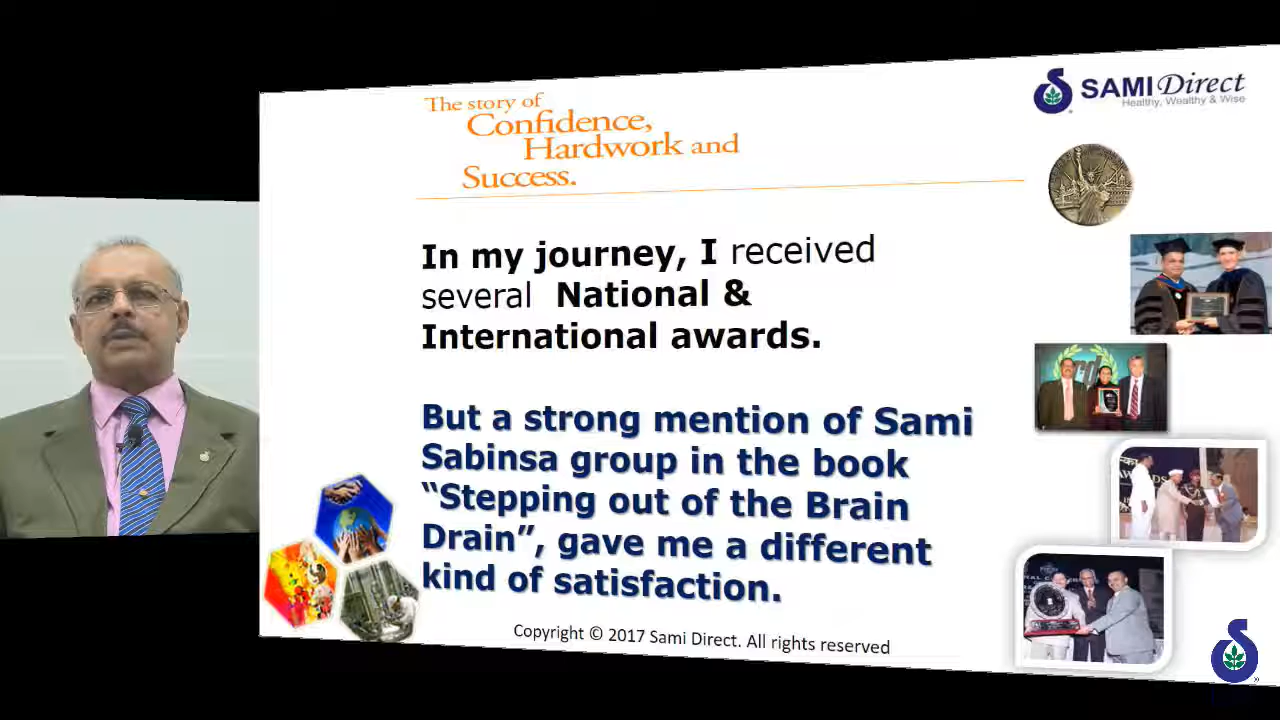 The story of
Confidence,
Hardwork and
Success.
SAMI Direct
Healthy, Wealthy & Wise
In my journey, I received
several National &
International awards.
But a strong mention of Sami
Sabinsa group in the book
“Stepping out of the Brain
Drain”, gave me a different
kind of satisfaction.
Copyright © 2017 Sami Direct. All rights reserved